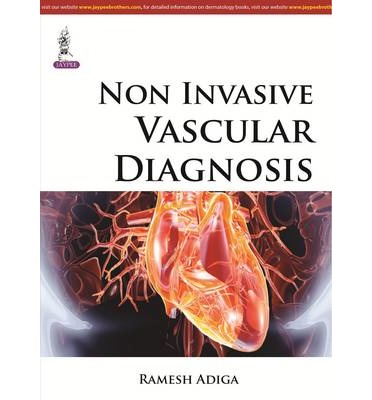 visit our website www.jaypeebrothers.com, for detailed information on dermatology books, visit our website www.jaypeebroth
JAYPEE
NON INVASIVE
VASCULAR
DIAGNOSIS
RAMESH ADIGA